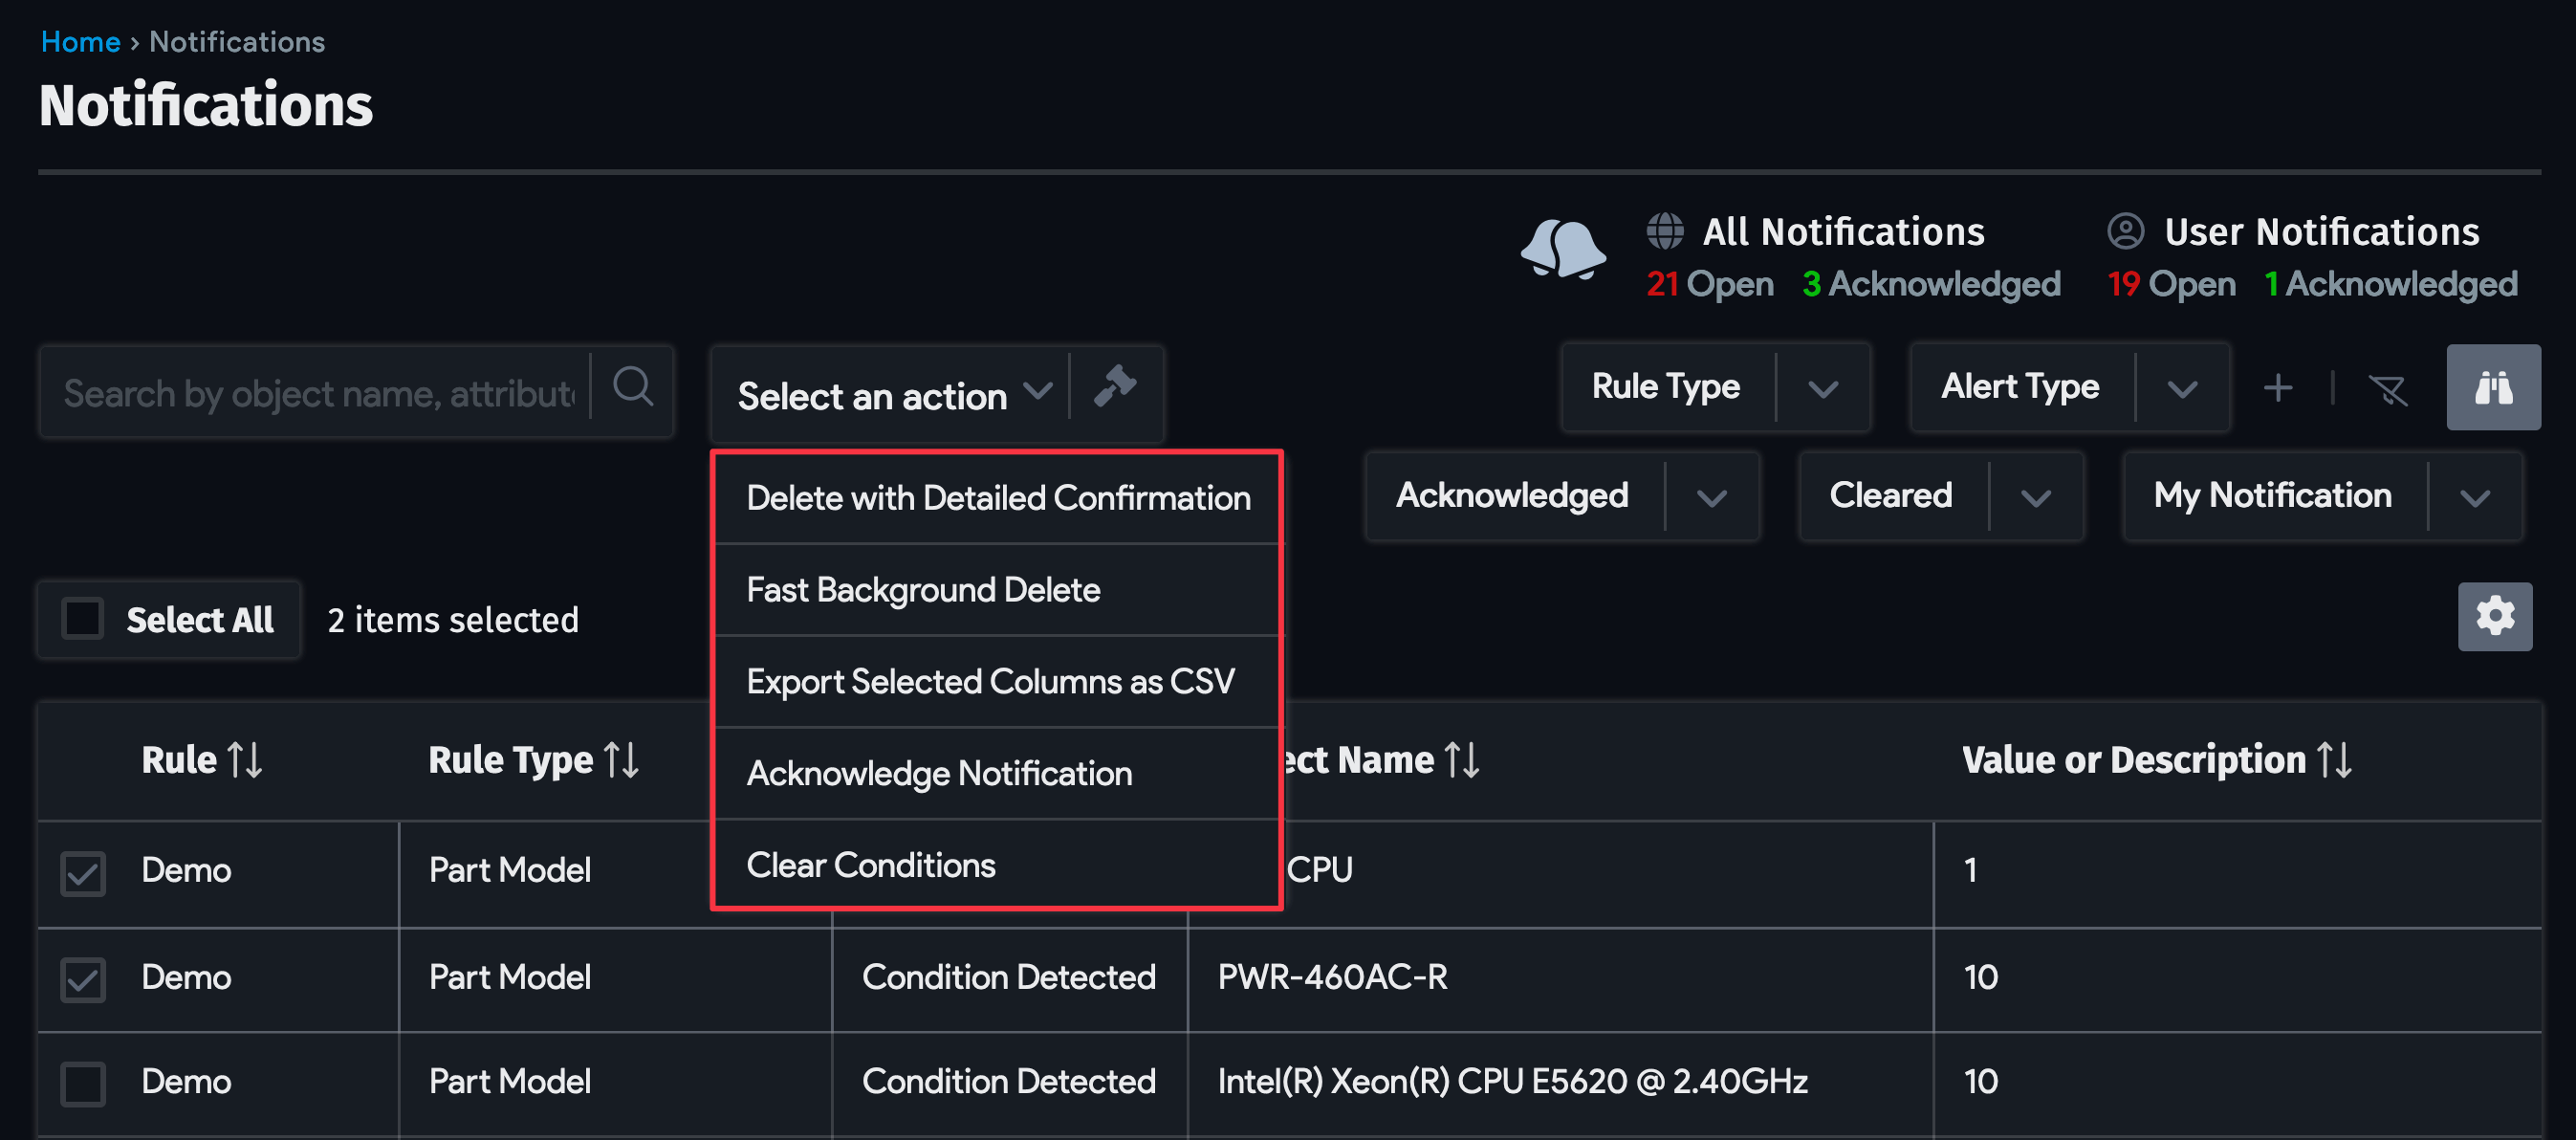 Home › Notifications
Notifications
All Notifications
21 Open 3 Acknowledged
User Notifications
19 Open 1 Acknowledged
Search by object name, attribut
Select an action
Rule Type
Alert Type
Acknowledged
Cleared
My Notification
Delete with Detailed Confirmation
Fast Background Delete
Export Selected Columns as CSV
Acknowledge Notification
Clear Conditions
Select All
2 items selected
Rule Rule Type ect Name Value or Description
Demo Part Model CPU 1
Demo Part Model Condition Detected PWR-460AC-R 10
Demo Part Model Condition Detected Intel(R) Xeon(R) CPU E5620 @ 2.40GHz 10